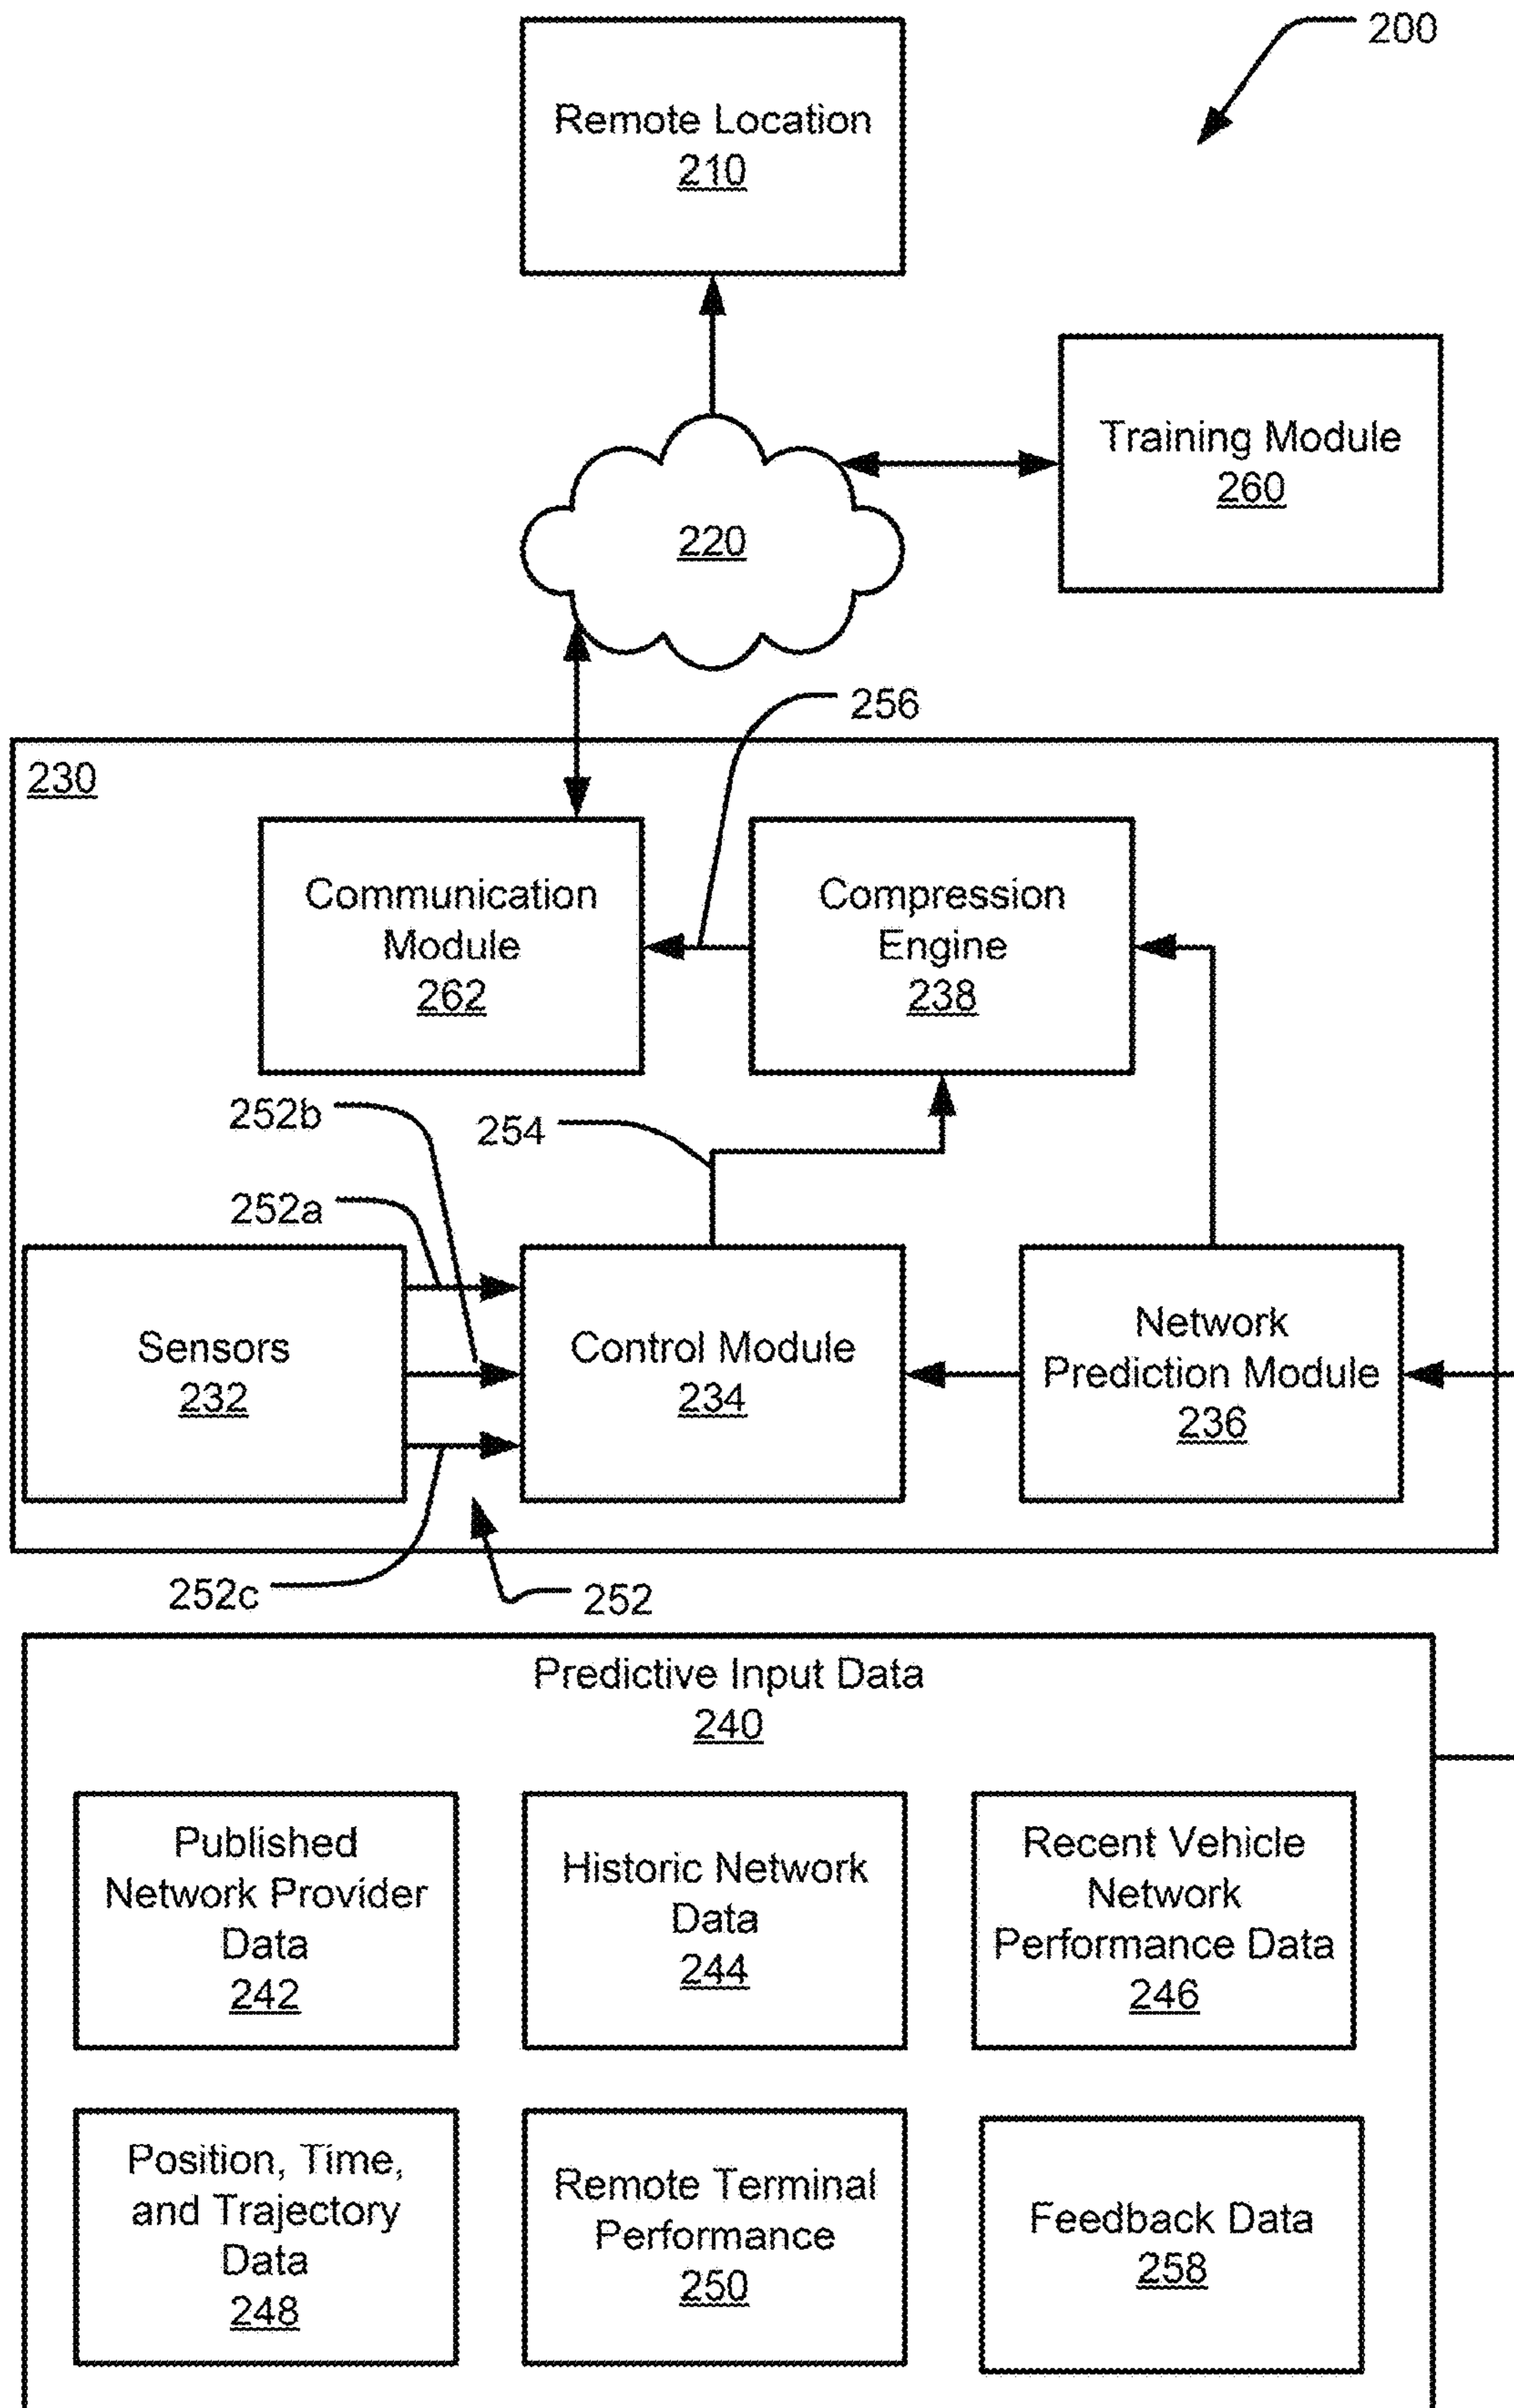 200
Remote Location
210
Training Module
260
220
256
230
Communication
Module
262
Compression
Engine
238
252b
254
252a
Sensors
232
Control Module
234
Network
Prediction Module
236
252c
252
Predictive Input Data
240
Published
Network Provider
Data
242
Historic Network
Data
244
Recent Vehicle
Network
Performance Data
246
Position, Time,
and Trajectory
Data
248
Remote Terminal
Performance
250
Feedback Data
258